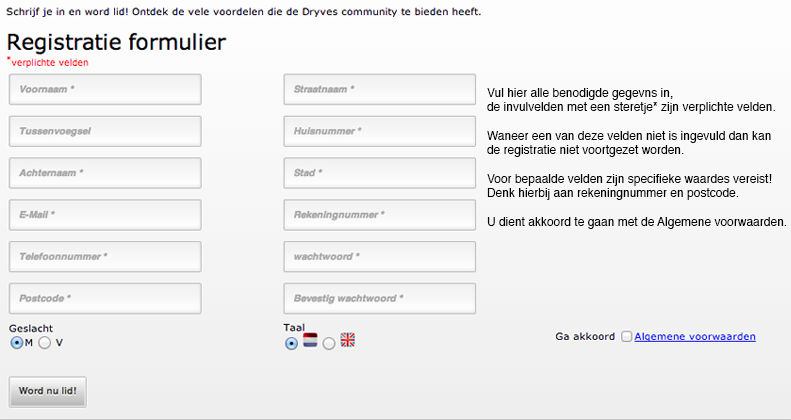 Schrijf je in en word lid! Ontdek de vele voordelen die de Dryves community te bieden heeft.
Registratie formulier
*verplichte velden
Voornaam *
Tussenvoegsel
Achternaam *
E-Mail *
Telefoonnummer *
Postcode *
Geslacht
M V
Straatnaam *
Huisnummer *
Stad *
Rekeningnummer *
wachtwoord *
Bevestig wachtwoord *
Taal
Vul hier alle benodigde gegevns in,
de invulvelden met een steretje* zijn verplichte velden.
Waneer een van deze velden niet is ingevuld dan kan
de registratie niet voortgezet worden.
Voor bepaalde velden zijn specifieke waardes vereist!
Denk hierbij aan rekeningnummer en postcode.
U dient akkoord te gaan met de Algemene voorwaarden.
Ga akkoord Algemene voorwaarden
Word nu lid!